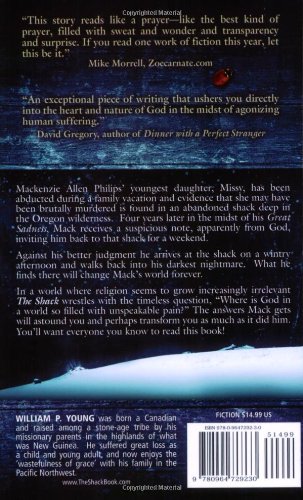 "This story reads like a prayer—like the best kind of
prayer, filled with sweat and wonder and transparency
and surprise. If you read one work of fiction this year, let
this be it."
Mike Morrell, Zoecarnate.com
"An exceptional piece of writing that ushers you directly
into the heart and nature of God in the midst of agonizing
human suffering."
David Gregory, author of Dinner with a Perfect Stranger
Mackenzie Allen Philips' youngest daughter, Missy, has
been abducted during a family vacation and evidence that she may
have been brutally murdered is found in an abandoned shack deep in
the Oregon wilderness. Four years later in the midst of his Great
Sadness, Mack receives a suspicious note, apparently from God,
inviting him back to that shack for a weekend.
Against his better judgment he arrives at the shack on a wintry
afternoon and walks back into his darkest nightmare. What he
finds there will change Mack's world forever.
In a world where religion seems to grow increasingly irrelevant
The Shack wrestles with the timeless question, "Where is God in
a world so filled with unspeakable pain?" The answers Mack gets
will astound you and perhaps transform you as much as it did him.
You'll want everyone you know to read this book!
WILLIAM P. YOUNG was born a Canadian
and raised among a stone-age tribe by his
missionary parents in the highlands of what
was New Guinea. He suffered great loss as
a child and young adult, and now enjoys the
'wastefulness of grace' with his family in the
Pacific Northwest.
www.TheShackBook.com
FICTION $14.99 US
ISBN 978-0-9647292-3-0
51499
9 780964 729230